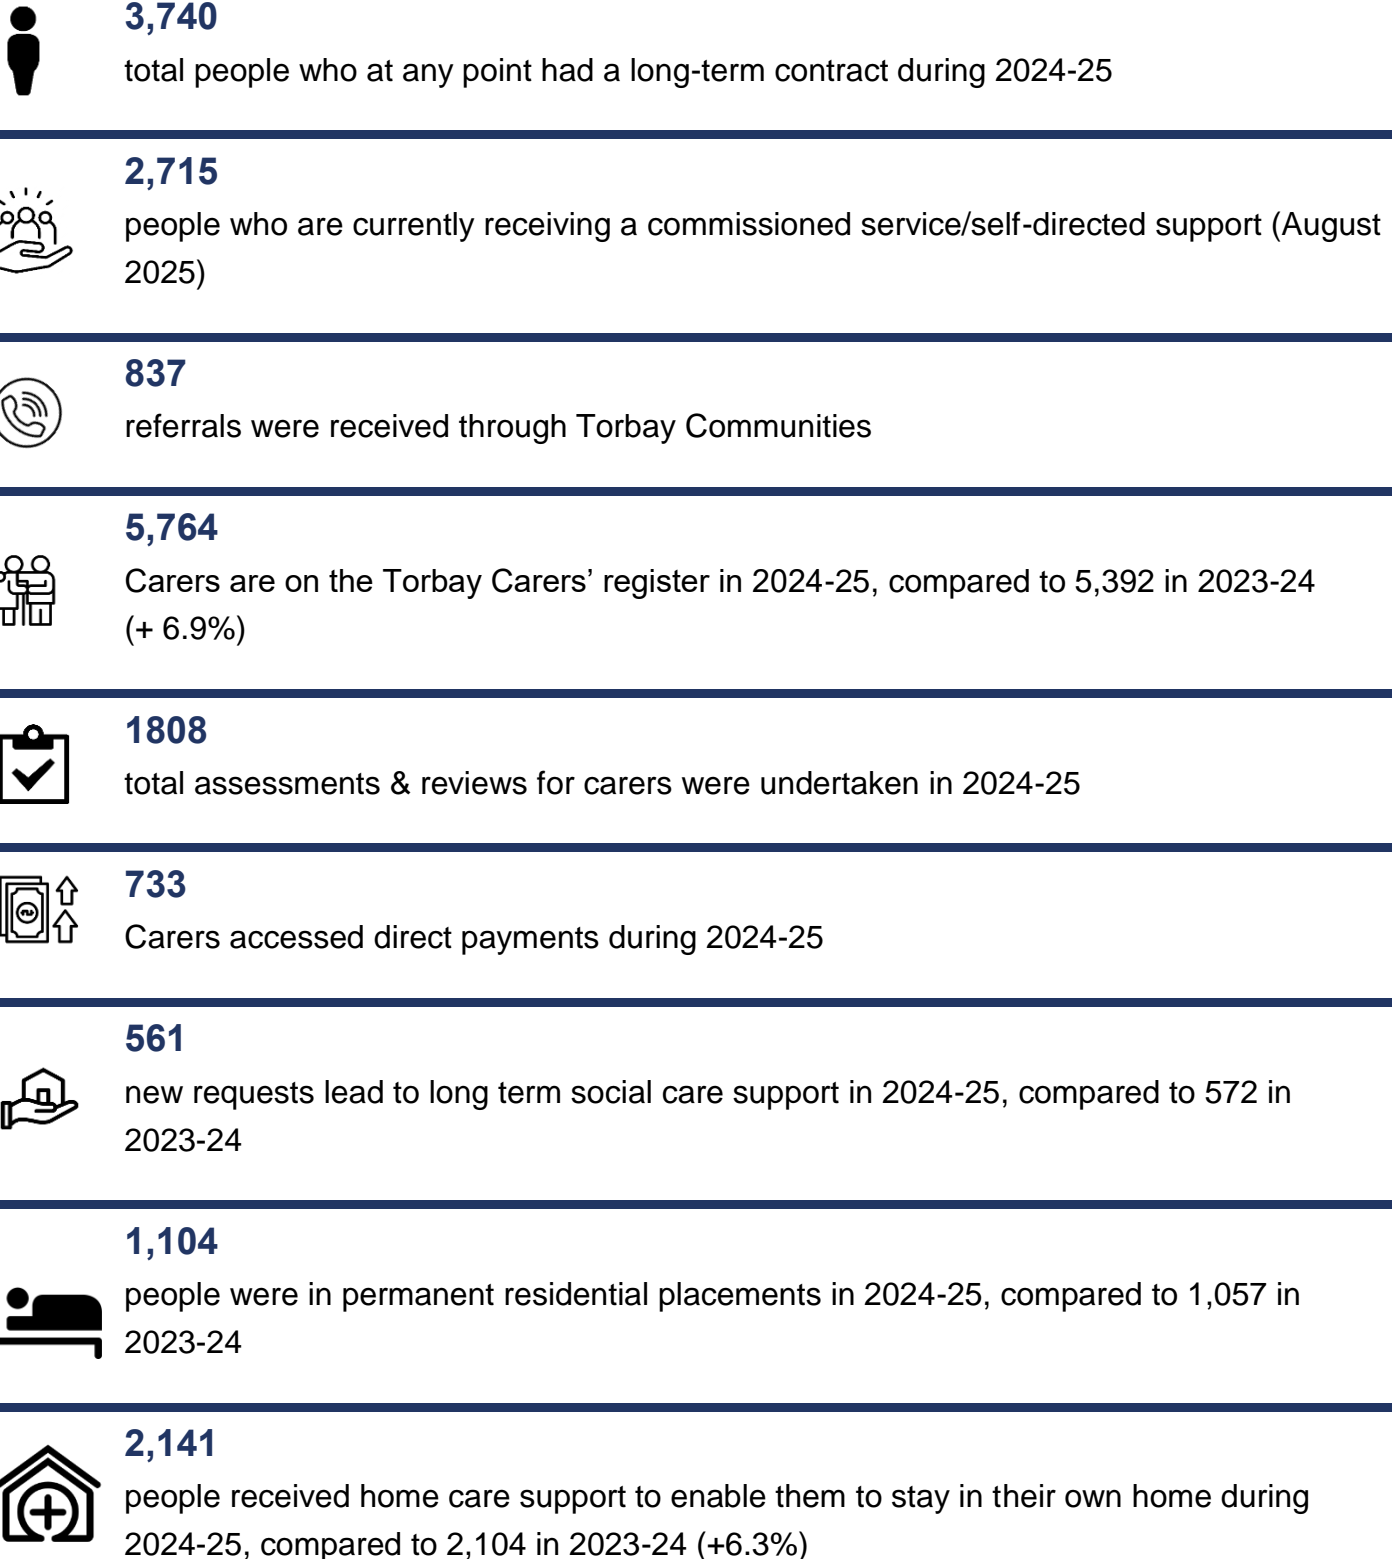 3,740
total people who at any point had a long-term contract during 2024-25
2,715
people who are currently receiving a commissioned service/self-directed support (August
2025)
837
referrals were received through Torbay Communities
5,764
Carers are on the Torbay Carers’ register in 2024-25, compared to 5,392 in 2023-24
(+ 6.9%)
1808
total assessments & reviews for carers were undertaken in 2024-25
733
Carers accessed direct payments during 2024-25
561
new requests lead to long term social care support in 2024-25, compared to 572 in
2023-24
1,104
people were in permanent residential placements in 2024-25, compared to 1,057 in
2023-24
2,141
people received home care support to enable them to stay in their own home during
2024-25, compared to 2,104 in 2023-24 (+6.3%)